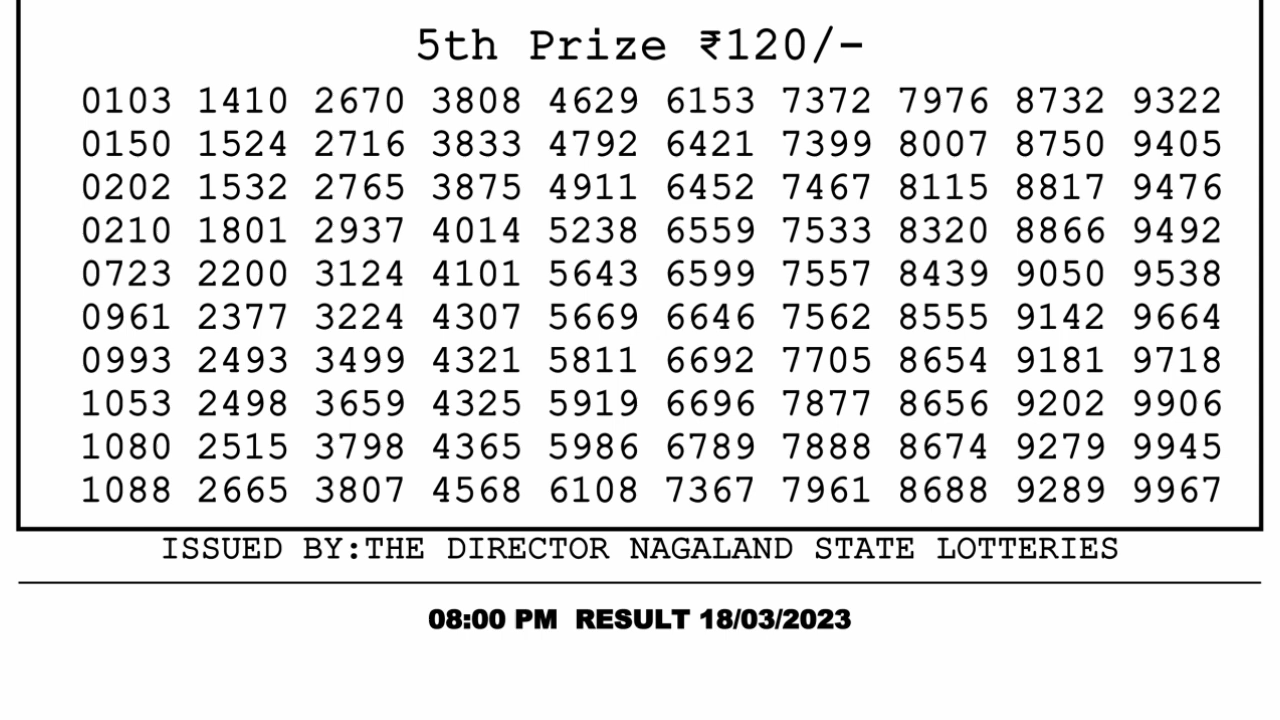 5th Prize ₹120/-
0103 1410 2670 3808 4629 6153 7372 7976 8732 9322
0150 1524 2716 3833 4792 6421 7399 8007 8750 9405
0202 1532 2765 3875 4911 6452 7467 8115 8817 9476
0210 1801 2937 4014 5238 6559 7533 8320 8866 9492
0723 2200 3124 4101 5643 6599 7557 8439 9050 9538
0961 2377 3224 4307 5669 6646 7562 8555 9142 9664
0993 2493 3499 4321 5811 6692 7705 8654 9181 9718
1053 2498 3659 4325 5919 6696 7877 8656 9202 9906
1080 2515 3798 4365 5986 6789 7888 8674 9279 9945
1088 2665 3807 4568 6108 7367 7961 8688 9289 9967
ISSUED BY:THE DIRECTOR NAGALAND STATE LOTTERIES
08:00 PM RESULT 18/03/2023